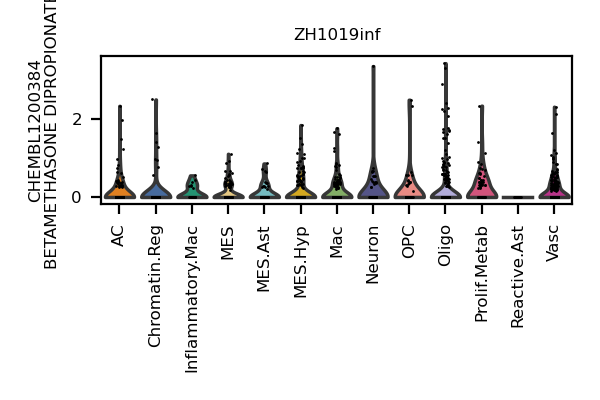 ZH1019inf
CHEMBL1200384
BETAMETHASONE DIPROPIONATE
2
0
AC
Chromatin.Reg
Inflammatory.Mac
MES
MES.Ast
MES.Hyp
Mac
Neuron
OPC
Oligo
Prolif.Metab
Reactive.Ast
Vasc